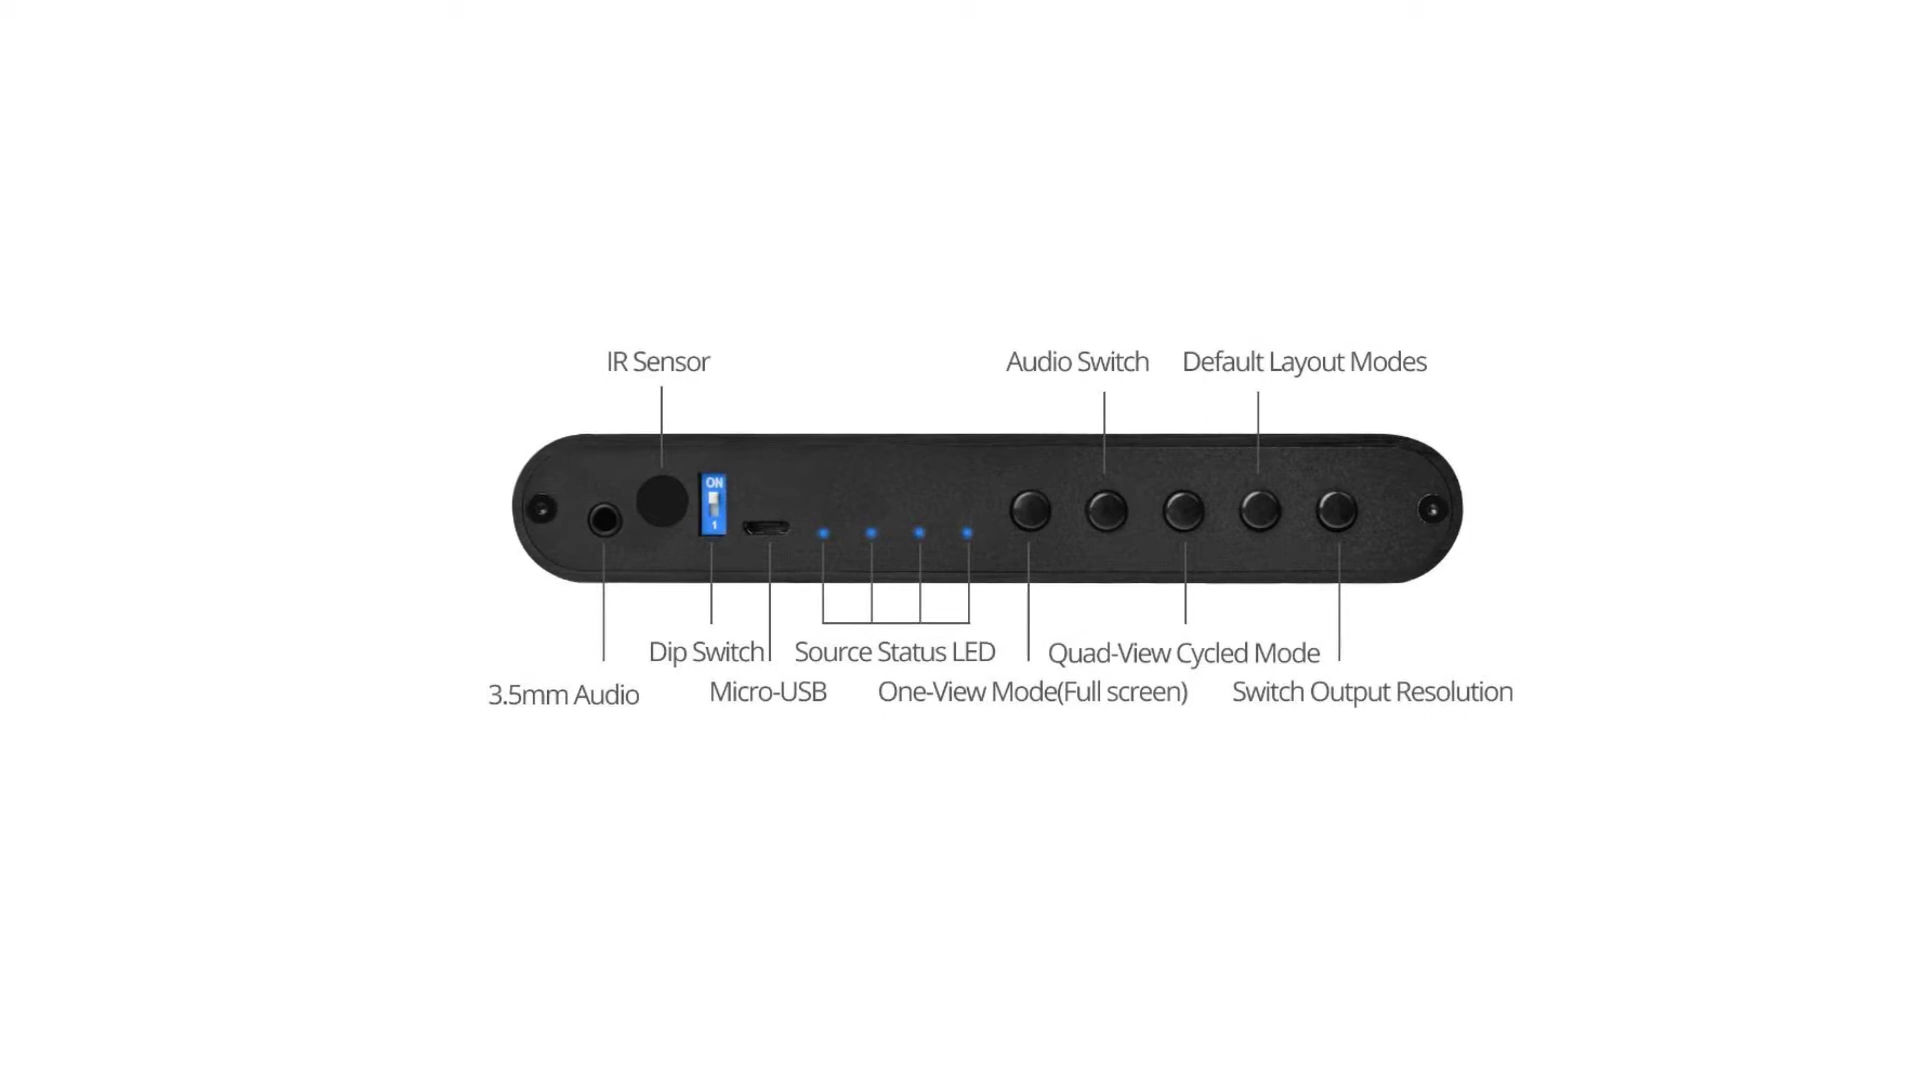 IR Sensor
Audio Switch
Default Layout Modes
ON
1
Dip Switch
Source Status LED
Quad-View Cycled Mode
3.5mm Audio
Micro-USB
One-View Mode(Full screen)
Switch Output Resolution